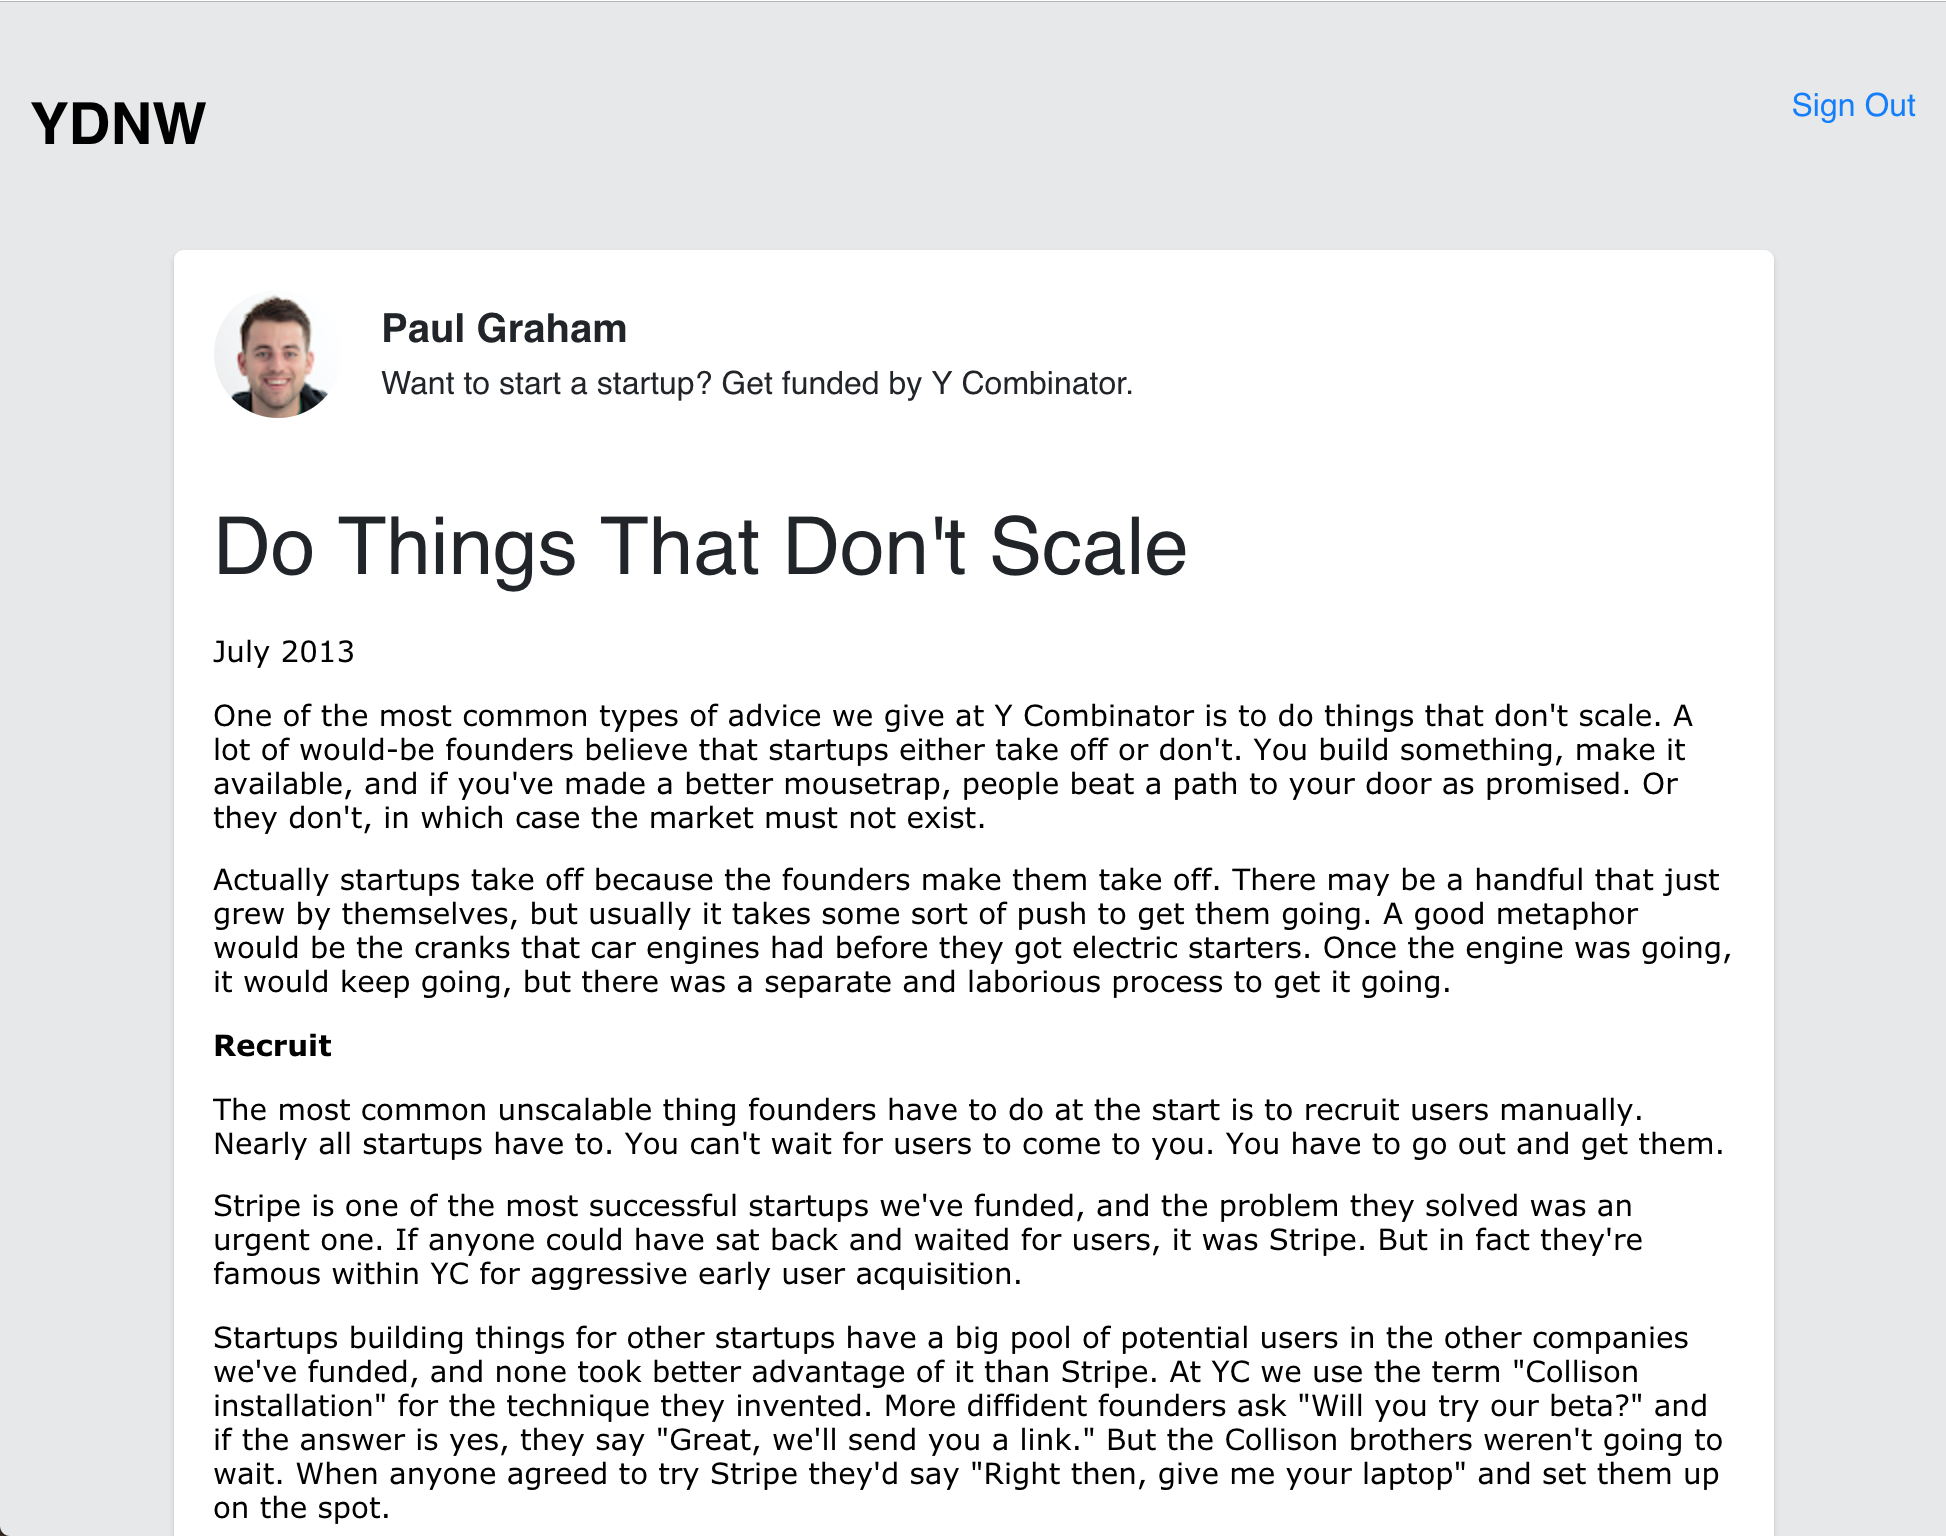 YDNW
Sign Out
Paul Graham
Want to start a startup? Get funded by Y Combinator.
Do Things That Don't Scale
July 2013
One of the most common types of advice we give at Y Combinator is to do things that don't scale. A
lot of would-be founders believe that startups either take off or don't. You build something, make it
available, and if you've made a better mousetrap, people beat a path to your door as promised. Or
they don't, in which case the market must not exist.
Actually startups take off because the founders make them take off. There may be a handful that just
grew by themselves, but usually it takes some sort of push to get them going. A good metaphor
would be the cranks that car engines had before they got electric starters. Once the engine was going,
it would keep going, but there was a separate and laborious process to get it going.
Recruit
The most common unscalable thing founders have to do at the start is to recruit users manually.
Nearly all startups have to. You can't wait for users to come to you. You have to go out and get them.
Stripe is one of the most successful startups we've funded, and the problem they solved was an
urgent one. If anyone could have sat back and waited for users, it was Stripe. But in fact they're
famous within YC for aggressive early user acquisition.
Startups building things for other startups have a big pool of potential users in the other companies
we've funded, and none took better advantage of it than Stripe. At YC we use the term "Collison
installation" for the technique they invented. More diffident founders ask "Will you try our beta?" and
if the answer is yes, they say "Great, we'll send you a link." But the Collison brothers weren't going to
wait. When anyone agreed to try Stripe they'd say "Right then, give me your laptop" and set them up
on the spot.